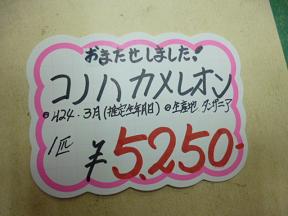 おまたせしました!
コノハカメレオン
●H24.3月(推定生年月日)●生産地 タンザニア
1匹 ¥5,250-